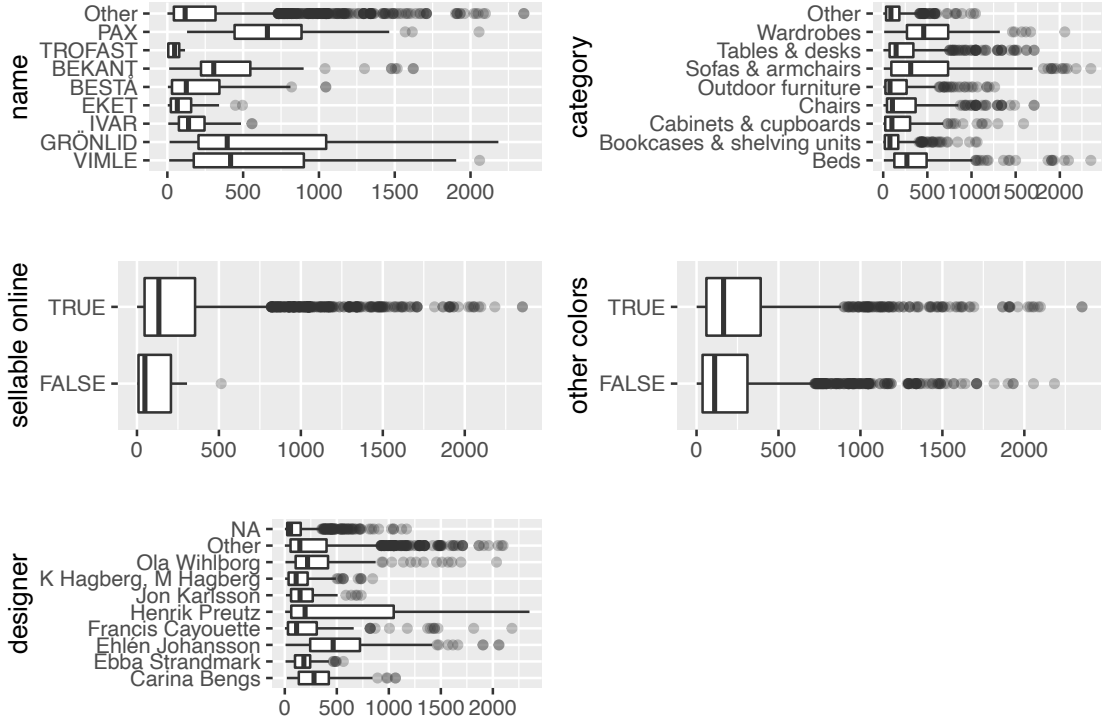 name
Other
PAX
TROFAST
BEKANT
BESTÅ
EKET
IVAR
GRÖNLID
VIMLE
0 500 1000 1500 2000
category
Other
Wardrobes
Tables & desks
Sofas & armchairs
Outdoor furniture
Chairs
Cabinets & cupboards
Bookcases & shelving units
Beds
0 500 1000 1500 2000
sellable online
TRUE
FALSE
0 500 1000 1500 2000
other colors
TRUE
FALSE
0 500 1000 1500 2000
designer
NA
Other
Ola Wihlborg
K Hagberg, M Hagberg
Jon Karlsson
Henrik Preutz
Francis Cayouette
Ehlén Johansson
Ebba Strandmark
Carina Bengs
0 500 1000 1500 2000